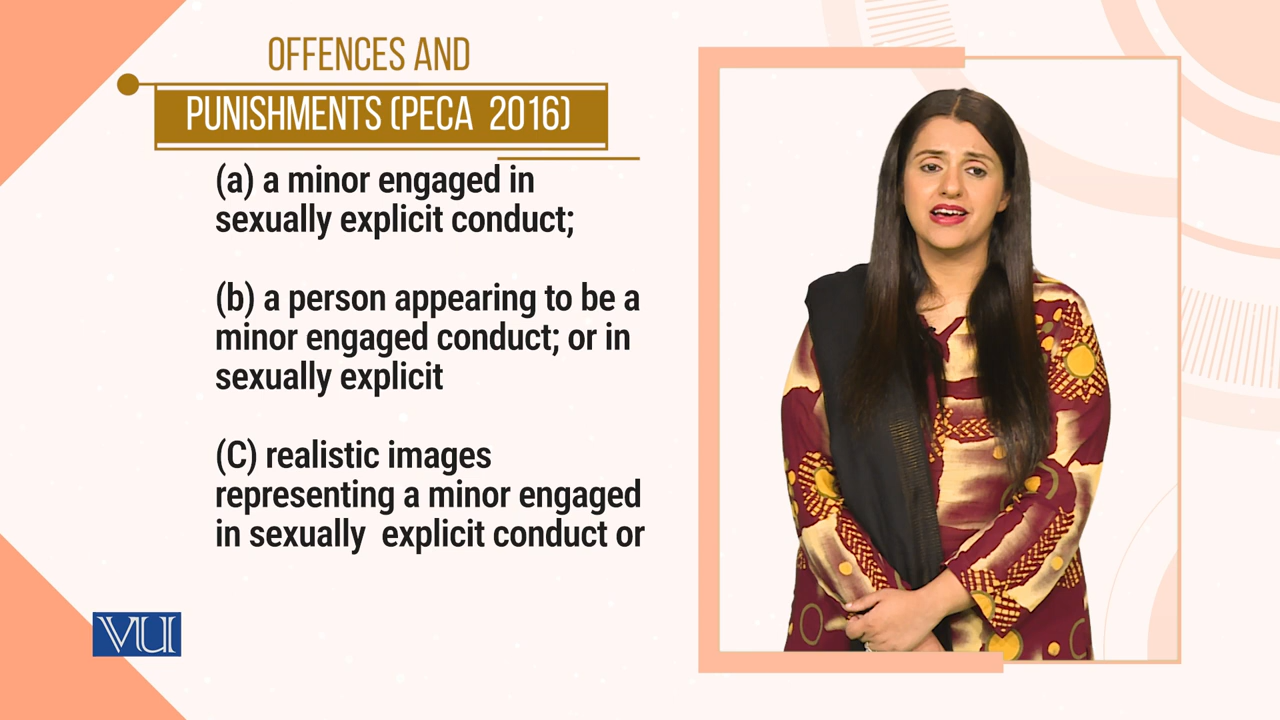 OFFENCES AND
PUNISHMENTS (PECA 2016)
(a) a minor engaged in
sexually explicit conduct;
(b) a person appearing to be a
minor engaged conduct; or in
sexually explicit
(C) realistic images
representing a minor engaged
in sexually explicit conduct or
VU